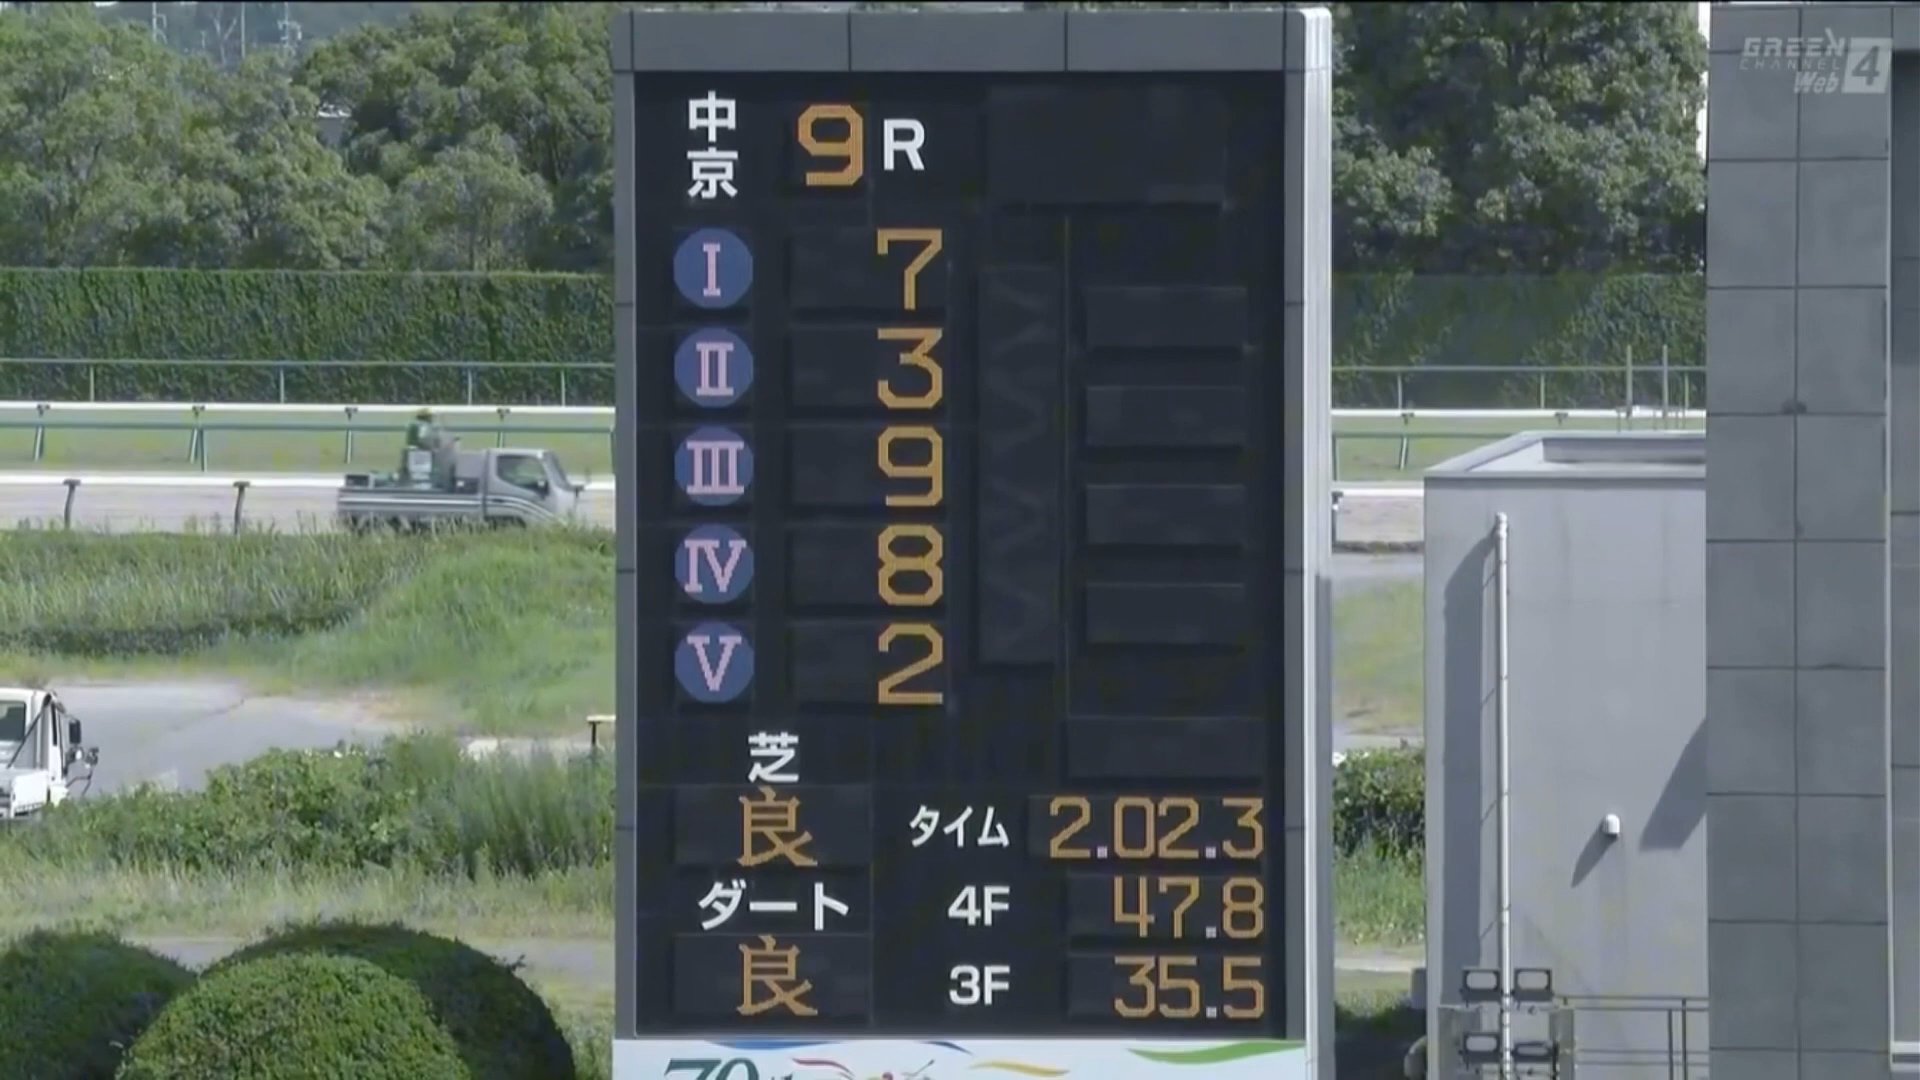 GREEN CHANNEL Web 4
中京 9 R
I 7
II 3
III 9
IV 8
V 2
芝
良 タイム 2.02.3
ダート 4F 47.8
良 3F 35.5
70